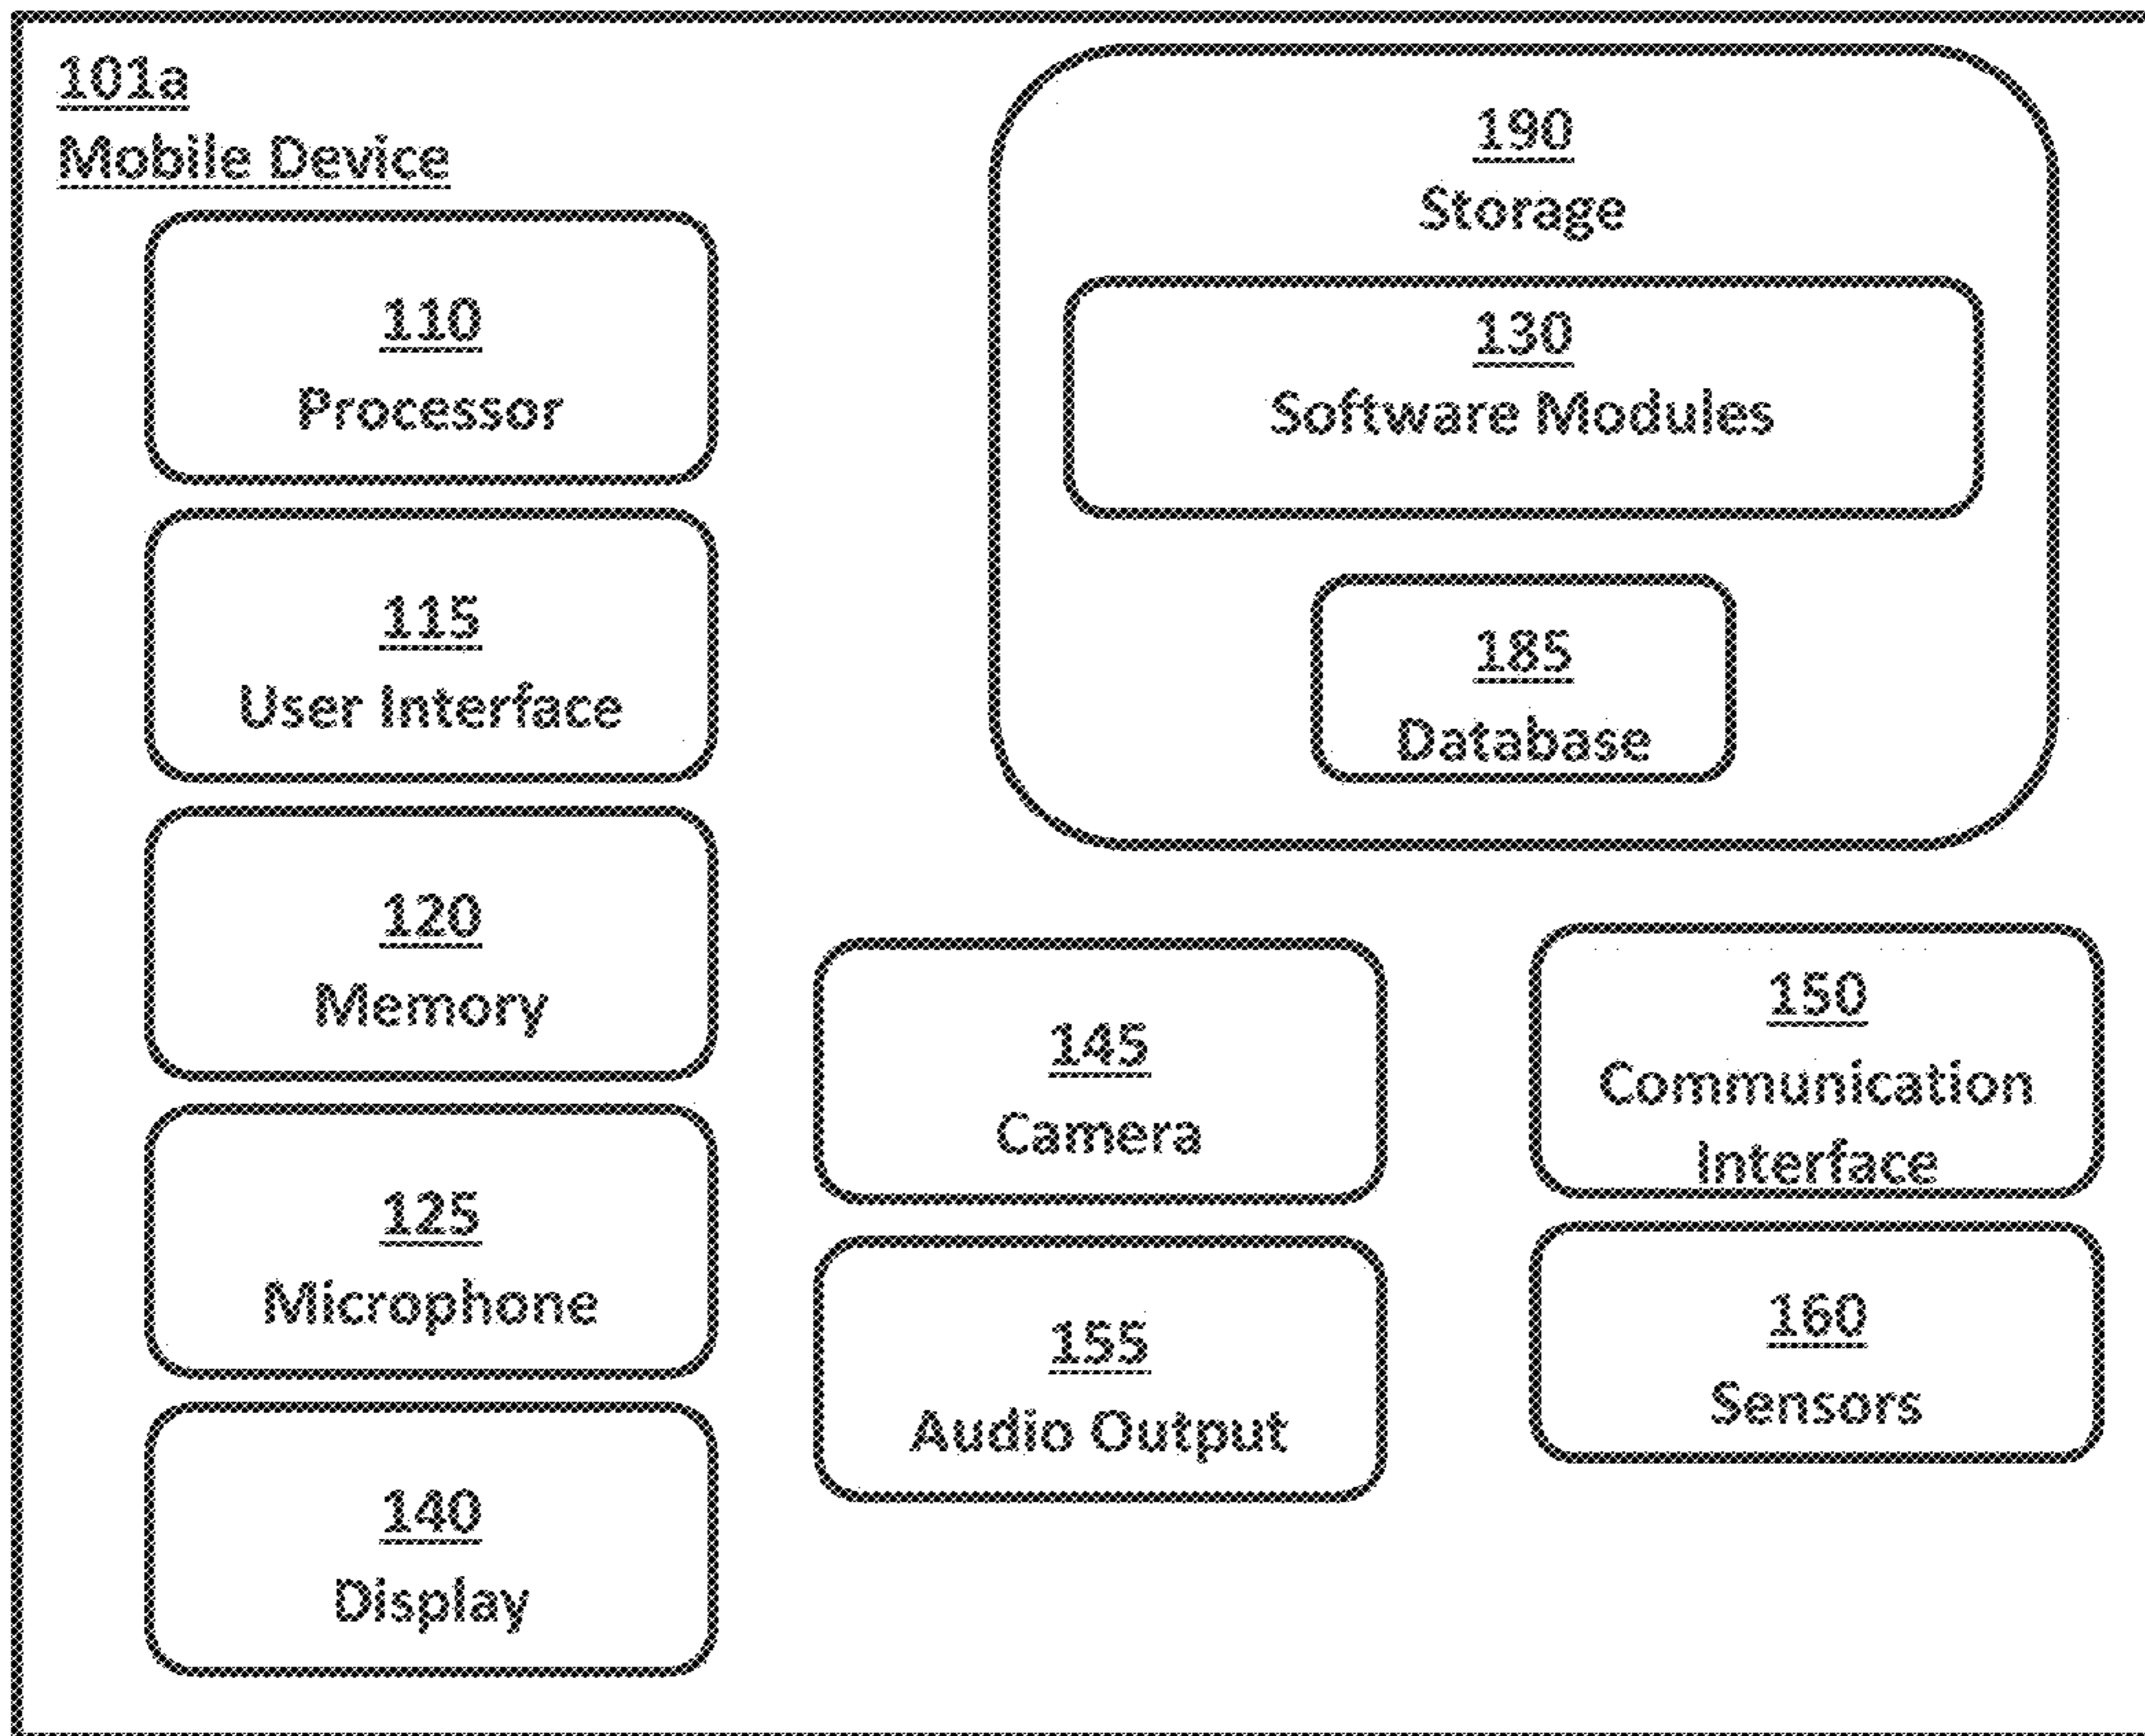 101a
Mobile Device
110
Processor
115
User Interface
120
Memory
125
Microphone
140
Display
190
Storage
130
Software Modules
185
Database
145
Camera
155
Audio Output
150
Communication
Interface
160
Sensors